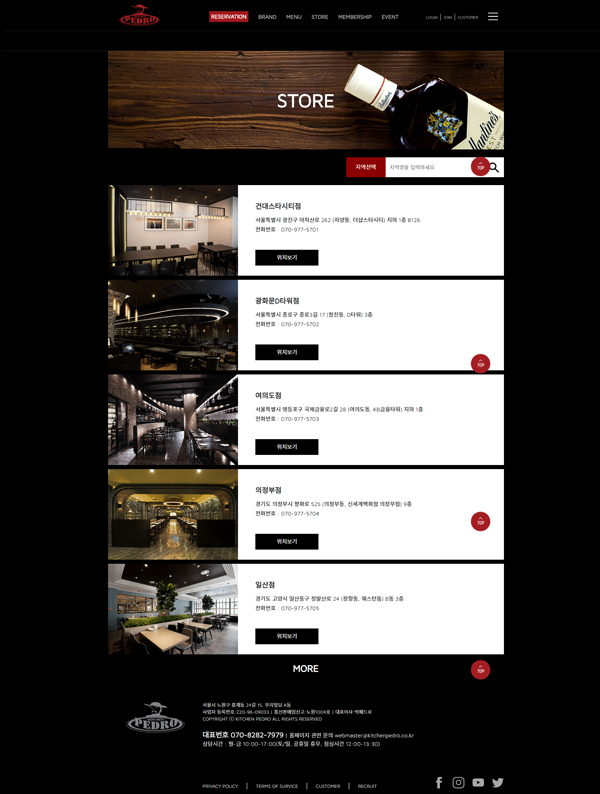 PEDRO
RESERVATION BRAND MENU STORE MEMBERSHIP EVENT
LOGIN | JOIN | CUSTOMER
STORE
Ballantine's
지역선택 지역명을 입력하세요
TOP
건대스타시티점
서울특별시 광진구 아차산로 262 (자양동, 더샵스타시티) 지하 1층 B126
전화번호 : 070-977-5701
위치보기
광화문D타워점
서울특별시 종로구 종로3길 17 (청진동, D타워) 3층
전화번호 : 070-977-5702
위치보기
TOP
여의도점
서울특별시 영등포구 국제금융로2길 28 (여의도동, KB금융타워) 지하 1층
전화번호 : 070-977-5703
위치보기
의정부점
경기도 의정부시 평화로 525 (의정부동, 신세계백화점 의정부점) 9층
전화번호 : 070-977-5704
위치보기
TOP
일산점
경기도 고양시 일산동구 정발산로 24 (장항동, 웨스턴돔) B동 3층
전화번호 : 070-977-5705
위치보기
MORE
TOP
PEDRO
서울시 노원구 중계동 24길 15, 우리빌딩 A동
사업자 등록번호:220-96-09033 | 통신판매업신고:노원1004호 | 대표이사:박페드로
COPYRIGHT ⓒ KITCHEN PEDRO ALL RIGHTS RESERVED
대표번호 070-8282-7979 | 홈페이지 관련 문의 webmaster@kitchenpedro.co.kr
상담시간 : 월-금 10:00-17:00(토/일, 공휴일 휴무, 점심시간 12:00-13:30)
PRIVACY POLICY | TERMS OF SERVICE | CUSTOMER | RECRUIT